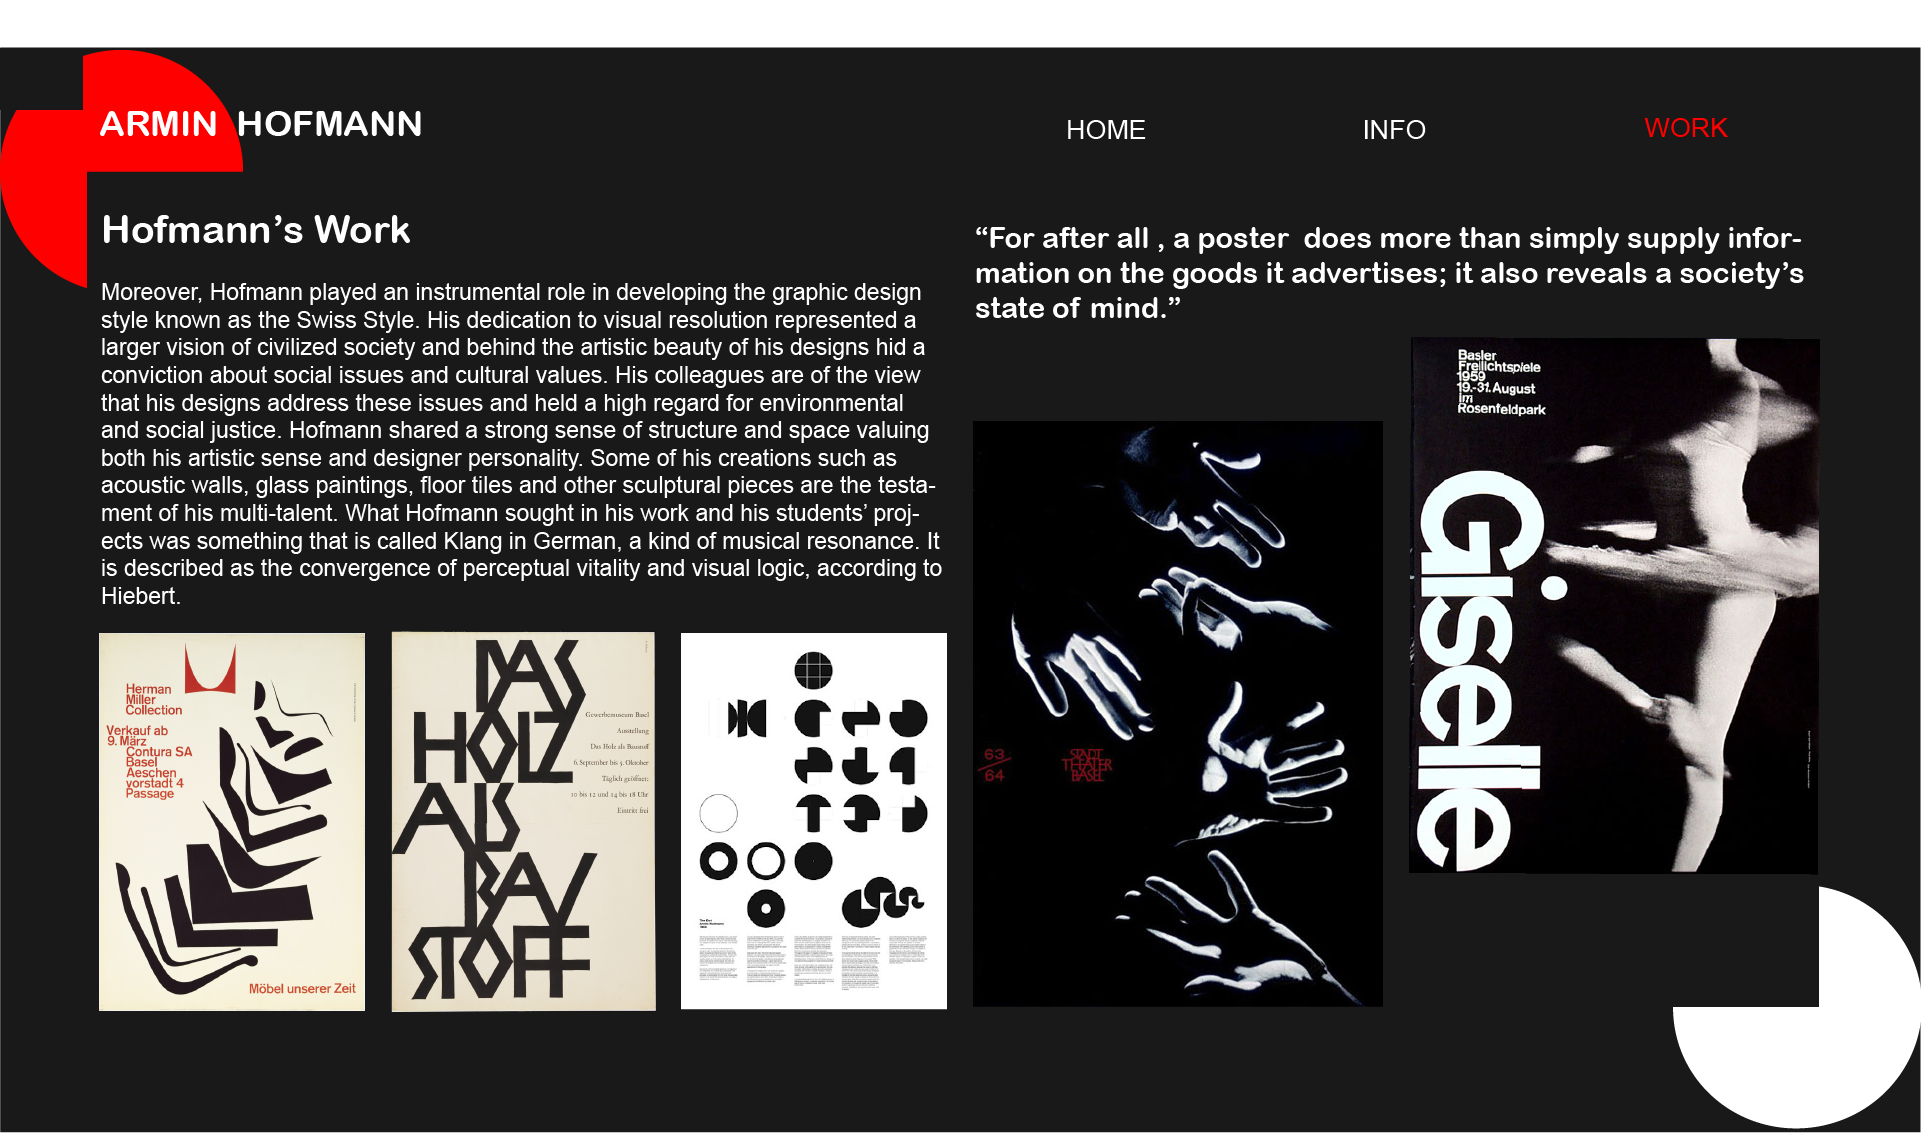 ARMIN HOFMANN
HOME
INFO
WORK
Hofmann’s Work
Moreover, Hofmann played an instrumental role in developing the graphic design
style known as the Swiss Style. His dedication to visual resolution represented a
larger vision of civilized society and behind the artistic beauty of his designs hid a
conviction about social issues and cultural values. His colleagues are of the view
that his designs address these issues and held a high regard for environmental
and social justice. Hofmann shared a strong sense of structure and space valuing
both his artistic sense and designer personality. Some of his creations such as
acoustic walls, glass paintings, floor tiles and other sculptural pieces are the testa-
ment of his multi-talent. What Hofmann sought in his work and his students’ proj-
ects was something that is called Klang in German, a kind of musical resonance. It
is described as the convergence of perceptual vitality and visual logic, according to
Hiebert.
“For after all , a poster does more than simply supply infor-
mation on the goods it advertises; it also reveals a society’s
state of mind.”
Herman
Miller
Collection
Verkauf ab
9. März
Contura SA
Basel
Aeschen
vorstadt 4
Passage
Möbel unserer Zeit
DAS
HOLZ
ALS
BAU
STOFF
Gewerbemuseum Basel
Ausstellung
Das Holz als Baustoff
6. September bis 5. Oktober
Täglich geöffnet:
10 bis 12 und 14 bis 18 Uhr
Eintritt frei
63
64
STADT
THEATER
BASEL
Basler
Freilichtspiele
1959
19.-31. August
im
Rosenfeldpark
Giselle